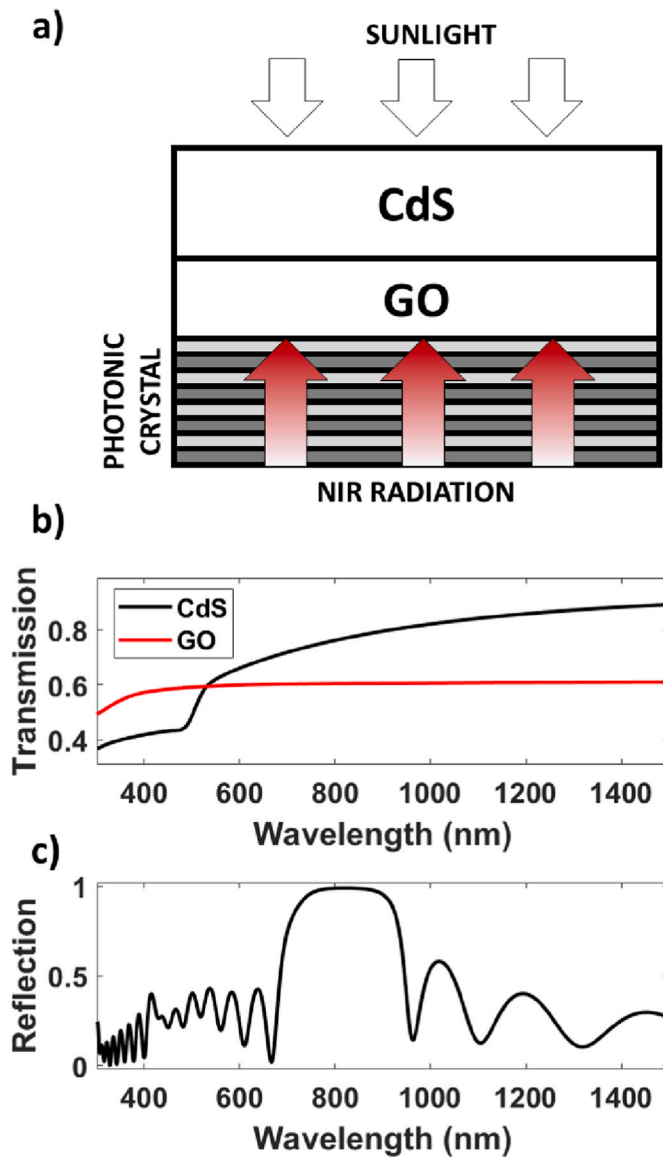 a)
SUNLIGHT
CdS
GO
PHOTONIC
CRYSTAL
NIR RADIATION
b)
Transmission
0.8
0.6
0.4
CdS
GO
400 600 800 1000 1200 1400
Wavelength (nm)
c)
Reflection
1
0.5
0
400 600 800 1000 1200 1400
Wavelength (nm)